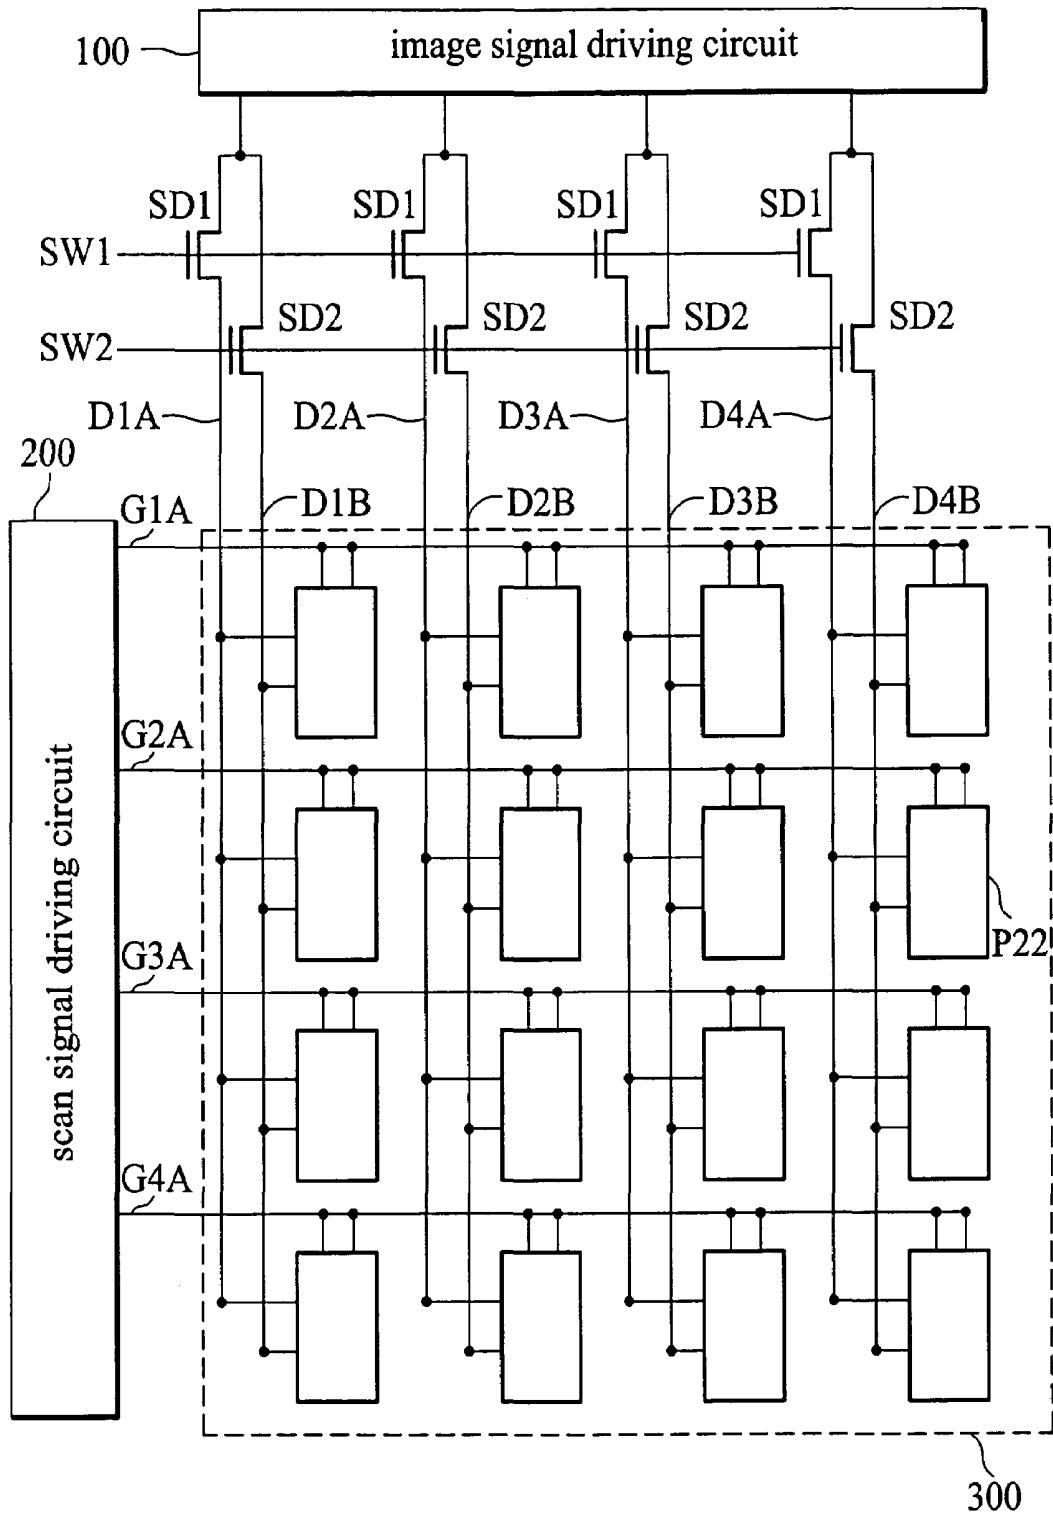 100
image signal driving circuit
SD1 SD1 SD1 SD1
SW1
SD2 SD2 SD2 SD2
SW2
D1A D2A D3A D4A
200
G1A D1B D2B D3B D4B
G2A
scan signal driving circuit
P22
G3A
G4A
300